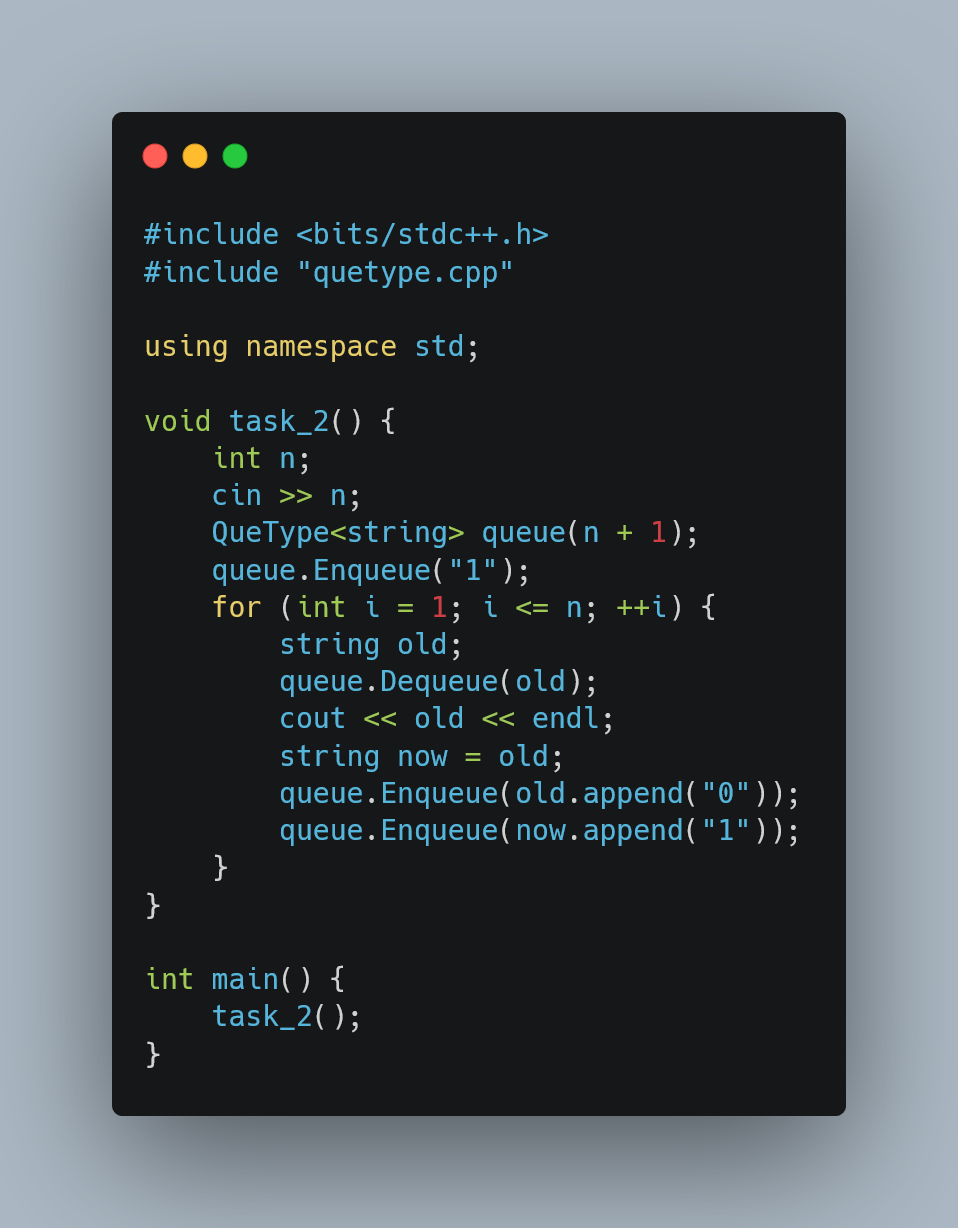 #include <bits/stdc++.h>
#include "quetype.cpp"

using namespace std;

void task_2() {
    int n;
    cin >> n;
    QueType<string> queue(n + 1);
    queue.Enqueue("1");
    for (int i = 1; i <= n; ++i) {
        string old;
        queue.Dequeue(old);
        cout << old << endl;
        string now = old;
        queue.Enqueue(old.append("0"));
        queue.Enqueue(now.append("1"));
    }
}

int main() {
    task_2();
}